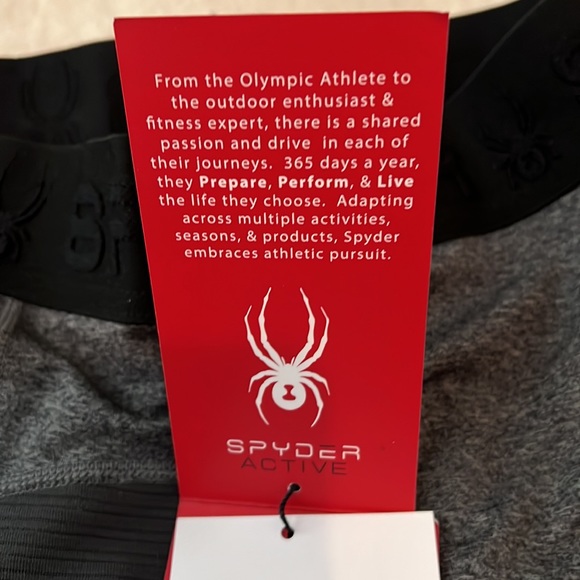 From the Olympic Athlete to
the outdoor enthusiast &
fitness expert, there is a shared
passion and drive in each of
their journeys. 365 days a year,
they Prepare, Perform, & Live
the life they choose. Adapting
across multiple activities,
seasons, & products, Spyder
embraces athletic pursuit.
SPYDER
ACTIVE